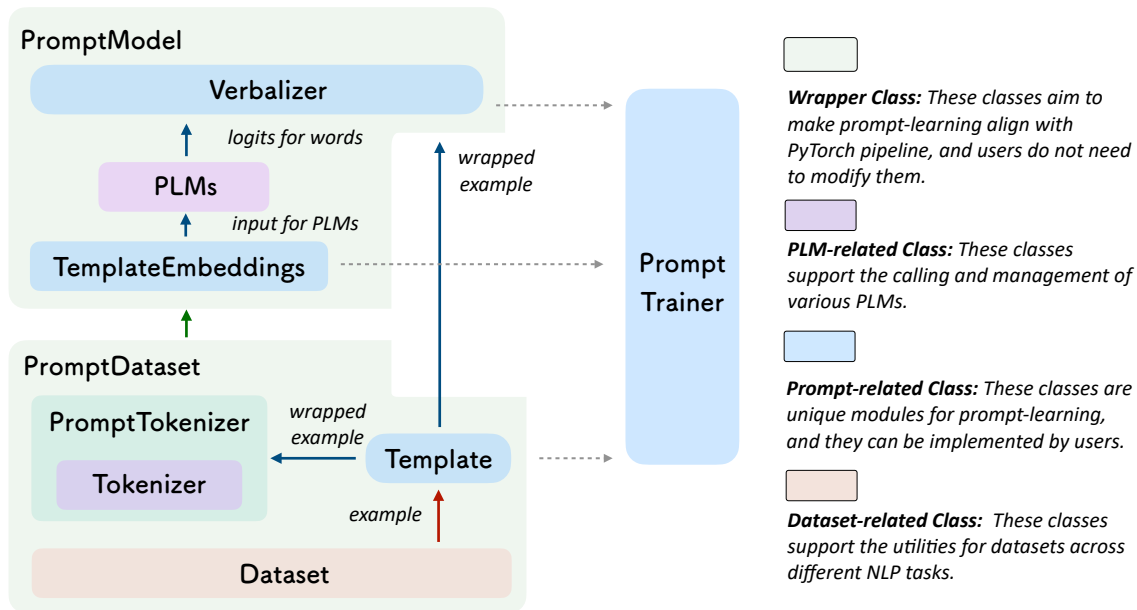 PromptModel
Verbalizer
logits for words
PLMs
input for PLMs
TemplateEmbeddings
wrapped
example
PromptDataset
PromptTokenizer
Tokenizer
wrapped
example
Template
example
Dataset
Prompt
Trainer
Wrapper Class: These classes aim to
make prompt-learning align with
PyTorch pipeline, and users do not need
to modify them.
PLM-related Class: These classes
support the calling and management of
various PLMs.
Prompt-related Class: These classes are
unique modules for prompt-learning,
and they can be implemented by users.
Dataset-related Class: These classes
support the utilities for datasets across
different NLP tasks.